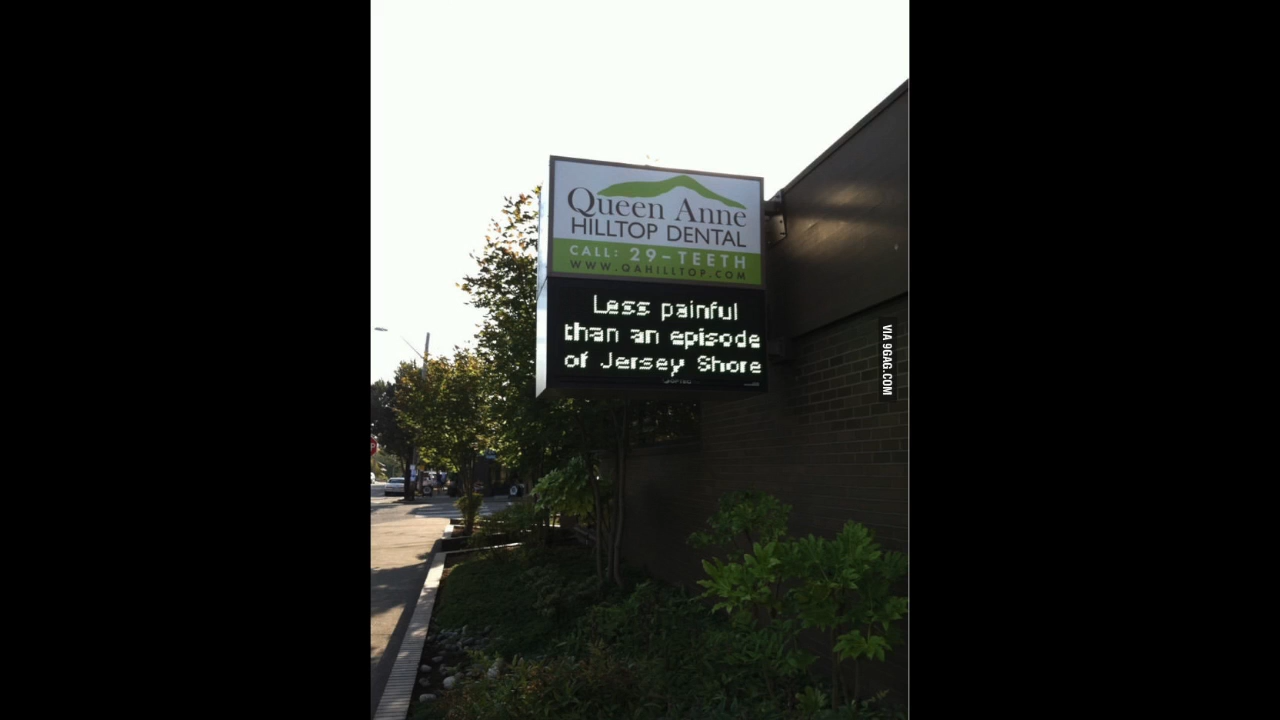 Queen Anne
HILLTOP DENTAL
CALL: 29-TEETH
WWW.QAHILLTOP.COM
Less painful
than an episode
of Jersey Shore
VIA 9GAG.COM